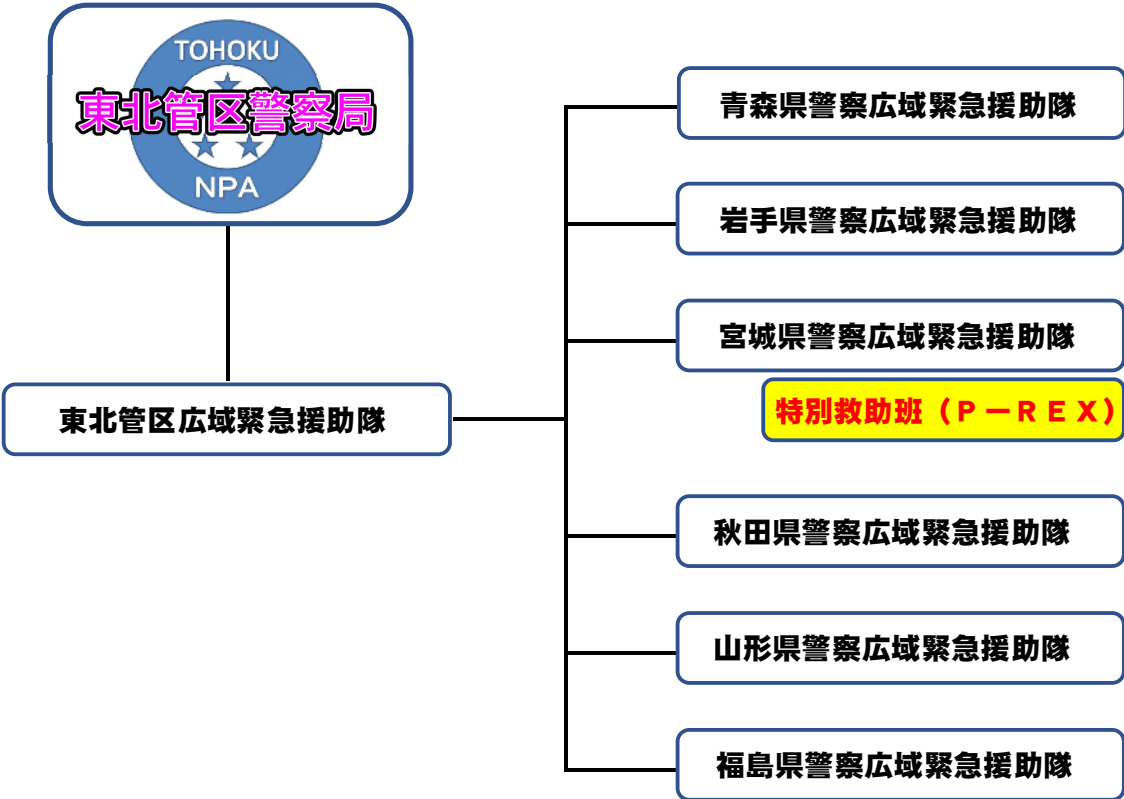 TOHOKU
東北管区警察局
NPA
東北管区広域緊急援助隊
青森県警察広域緊急援助隊
岩手県警察広域緊急援助隊
宮城県警察広域緊急援助隊
特別救助班（Ｐ－ＲＥＸ）
秋田県警察広域緊急援助隊
山形県警察広域緊急援助隊
福島県警察広域緊急援助隊